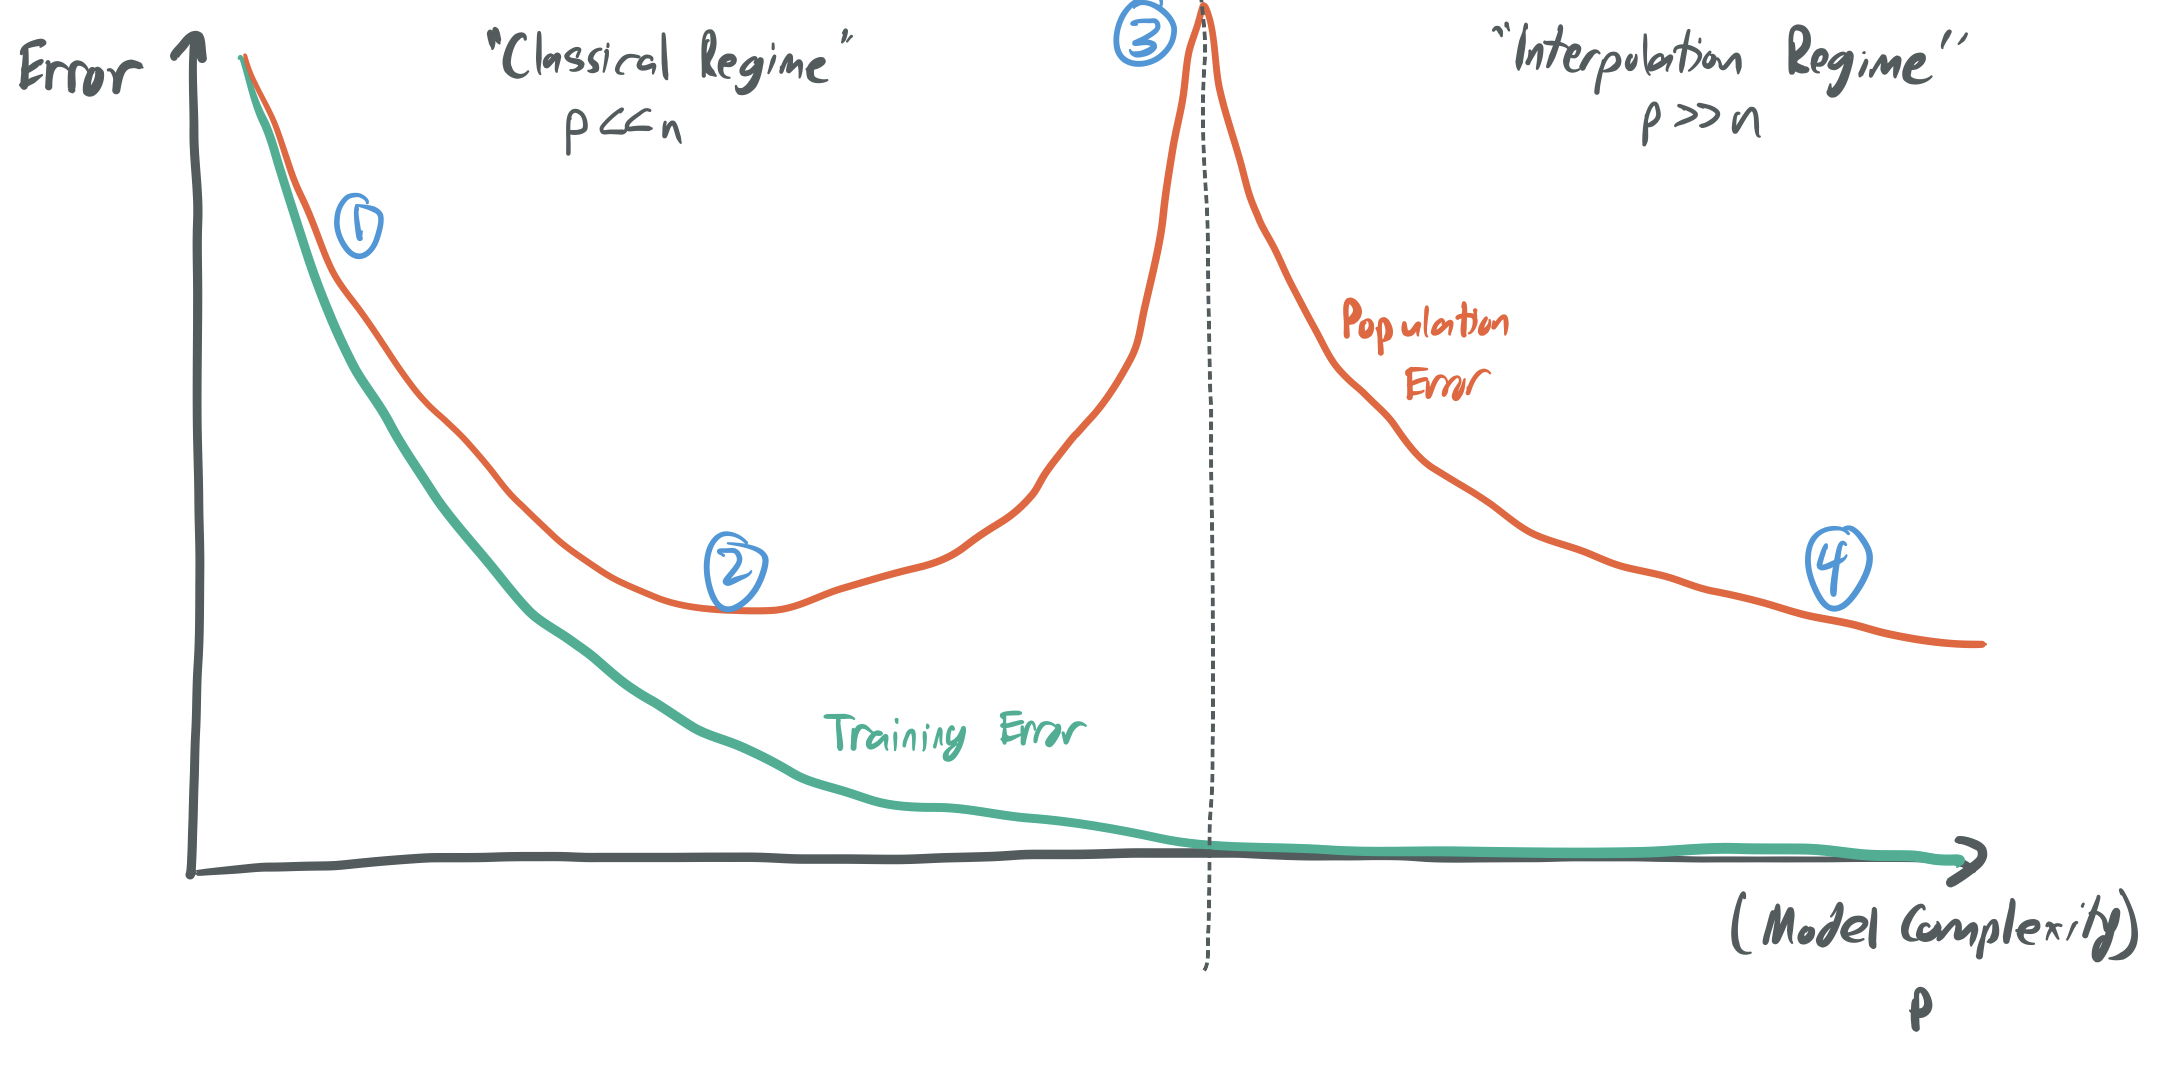 Error
"Classical Regime"
p << n
③
"Interpolation Regime"
p >> n
①
Population
Error
②
④
Training Error
(Model Complexity)
p